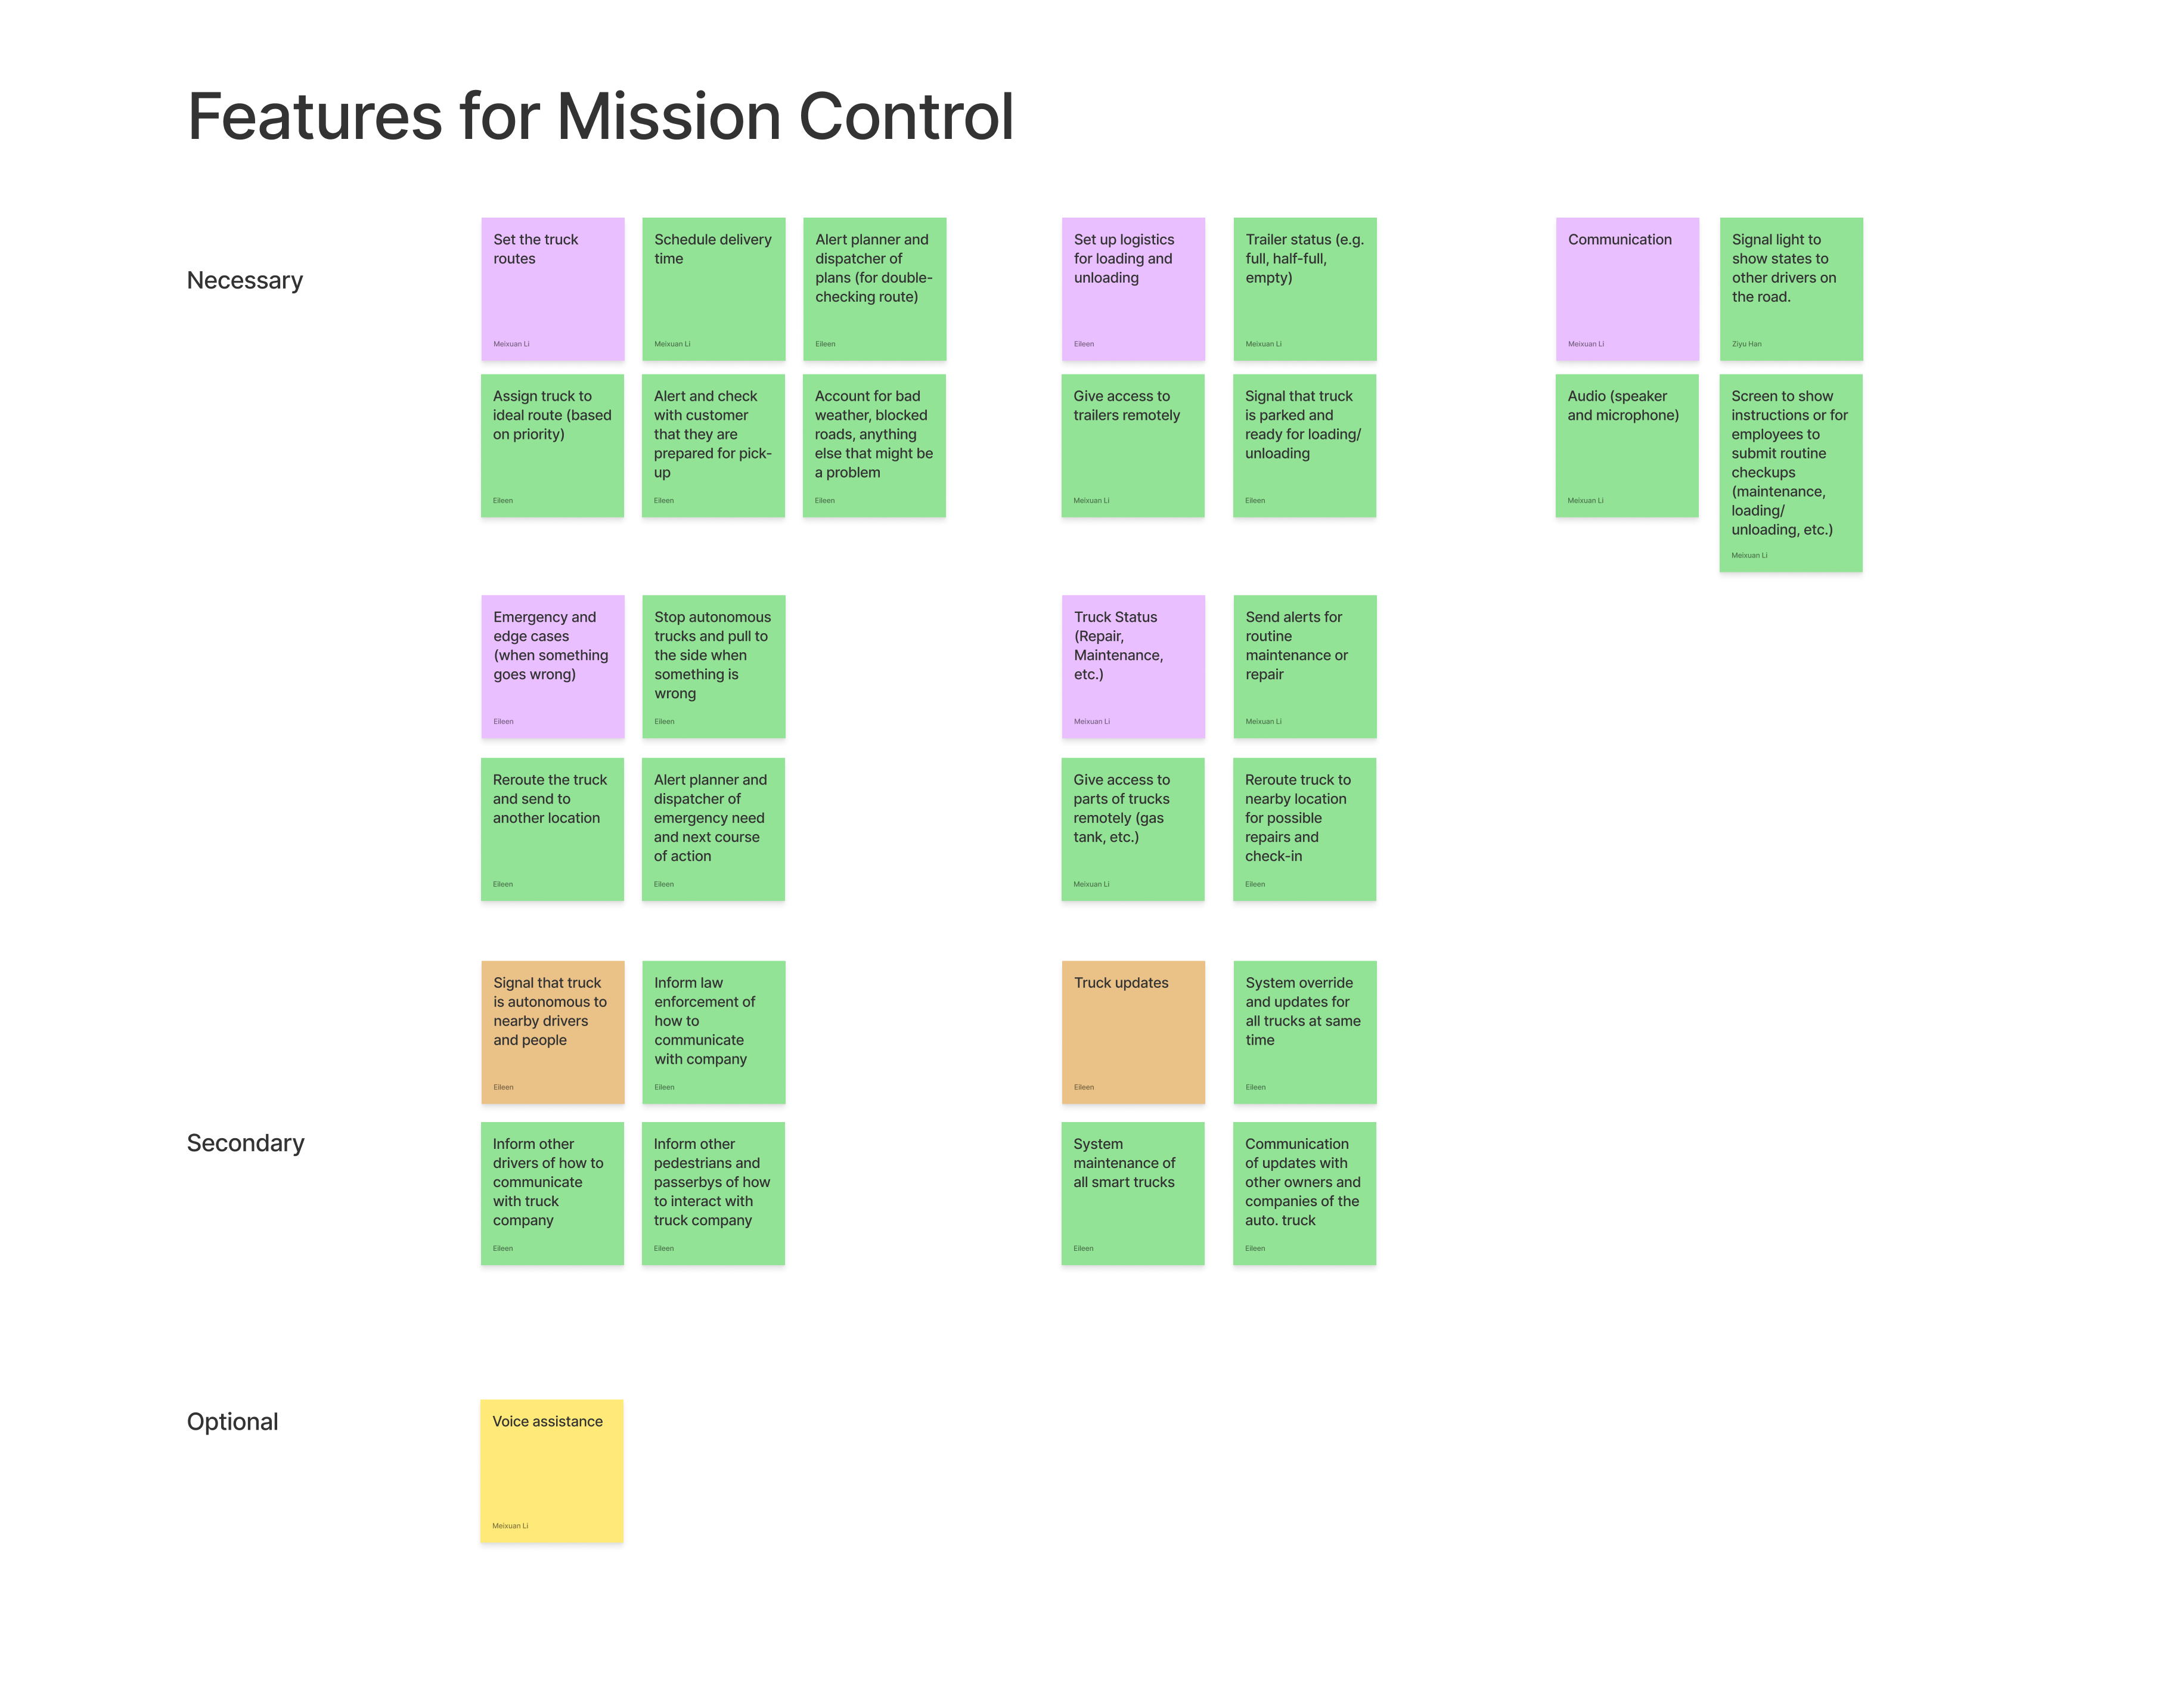 Features for Mission Control
Necessary
Set the truck
routes
Meixuan Li
Schedule delivery
time
Meixuan Li
Alert planner and
dispatcher of
plans (for double-
checking route)
Eileen
Assign truck to
ideal route (based
on priority)
Eileen
Alert and check
with customer
that they are
prepared for pick-
up
Eileen
Account for bad
weather, blocked
roads, anything
else that might be
a problem
Eileen
Set up logistics
for loading and
unloading
Eileen
Trailer status (e.g.
full, half-full,
empty)
Meixuan Li
Give access to
trailers remotely
Meixuan Li
Signal that truck
is parked and
ready for loading/
unloading
Eileen
Communication
Meixuan Li
Signal light to
show states to
other drivers on
the road.
Ziyu Han
Audio (speaker
and microphone)
Meixuan Li
Screen to show
instructions or for
employees to
submit routine
checkups
(maintenance,
loading/
unloading, etc.)
Meixuan Li
Emergency and
edge cases
(when something
goes wrong)
Eileen
Stop autonomous
trucks and pull to
the side when
something is
wrong
Eileen
Reroute the truck
and send to
another location
Eileen
Alert planner and
dispatcher of
emergency need
and next course
of action
Eileen
Truck Status
(Repair,
Maintenance,
etc.)
Meixuan Li
Send alerts for
routine
maintenance or
repair
Meixuan Li
Give access to
parts of trucks
remotely (gas
tank, etc.)
Meixuan Li
Reroute truck to
nearby location
for possible
repairs and
check-in
Eileen
Secondary
Signal that truck
is autonomous to
nearby drivers
and people
Eileen
Inform law
enforcement of
how to
communicate
with company
Eileen
Inform other
drivers of how to
communicate
with truck
company
Eileen
Inform other
pedestrians and
passerbys of how
to interact with
truck company
Eileen
Truck updates
Eileen
System override
and updates for
all trucks at same
time
Eileen
System
maintenance of
all smart trucks
Eileen
Communication
of updates with
other owners and
companies of the
auto. truck
Eileen
Optional
Voice assistance
Meixuan Li